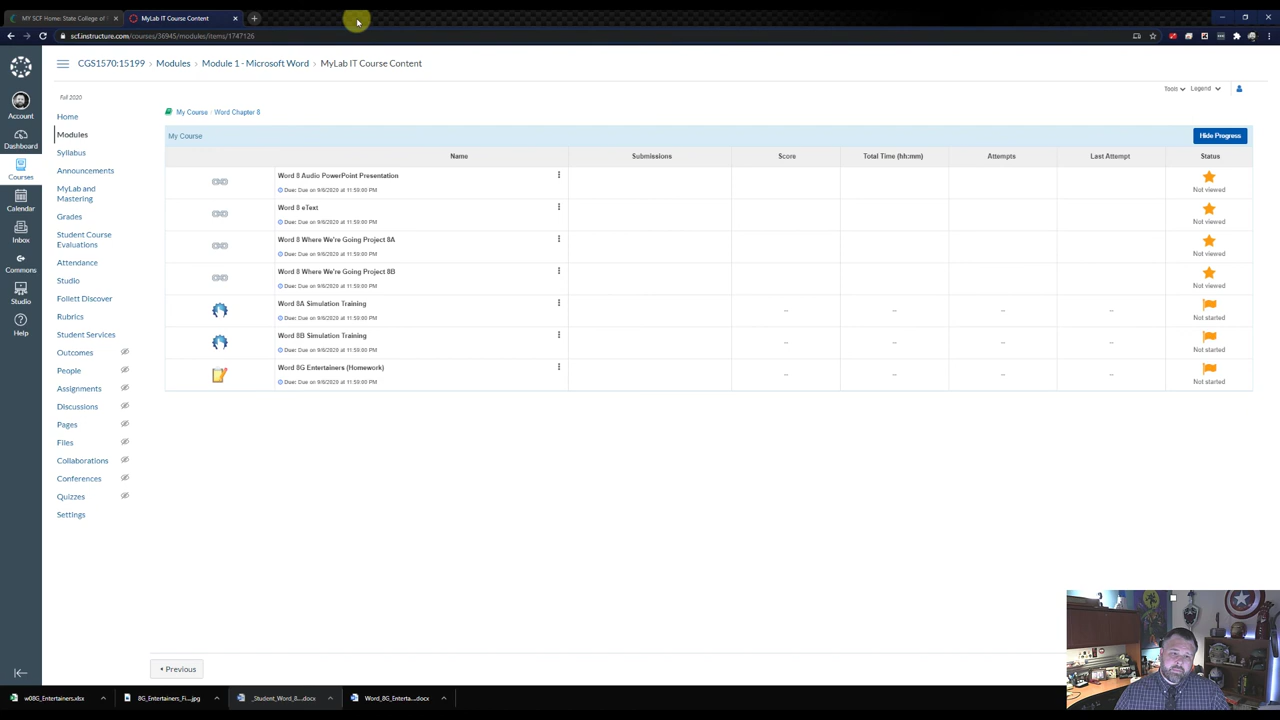 MY SCF Home: State College of
MyLab IT Course Content
scf.instructure.com/courses/36945/modules/items/1747126
CGS1570:15199 > Modules > Module 1 - Microsoft Word > MyLab IT Course Content
Account
Dashboard
Courses
Calendar
Inbox
Commons
Studio
Help
Fall 2020
Home
Modules
Syllabus
Announcements
MyLab and
Mastering
Grades
Student Course
Evaluations
Attendance
Studio
Follett Discover
Rubrics
Student Services
Outcomes
People
Assignments
Discussions
Pages
Files
Collaborations
Conferences
Quizzes
Settings
Tools Legend
My Course / Word Chapter 8
My Course Hide Progress
Name Submissions Score Total Time (hh:mm) Attempts Last Attempt Status
Word 8 Audio PowerPoint Presentation
Due: Due on 9/6/2020 at 11:59:00 PM Not viewed
Word 8 eText
Due: Due on 9/6/2020 at 11:59:00 PM Not viewed
Word 8 Where We're Going Project 8A
Due: Due on 9/6/2020 at 11:59:00 PM Not viewed
Word 8 Where We're Going Project 8B
Due: Due on 9/6/2020 at 11:59:00 PM Not viewed
Word 8A Simulation Training
-- -- -- --
Due: Due on 9/6/2020 at 11:59:00 PM Not started
Word 8B Simulation Training
-- -- -- --
Due: Due on 9/6/2020 at 11:59:00 PM Not started
Word 8G Entertainers (Homework)
-- -- -- --
Due: Due on 9/6/2020 at 11:59:00 PM Not started
Previous
w08G_Entertainers.xlsx
8G_Entertainers_Fi....jpg
_Student_Word_8....docx
Word_8G_Enterta....docx